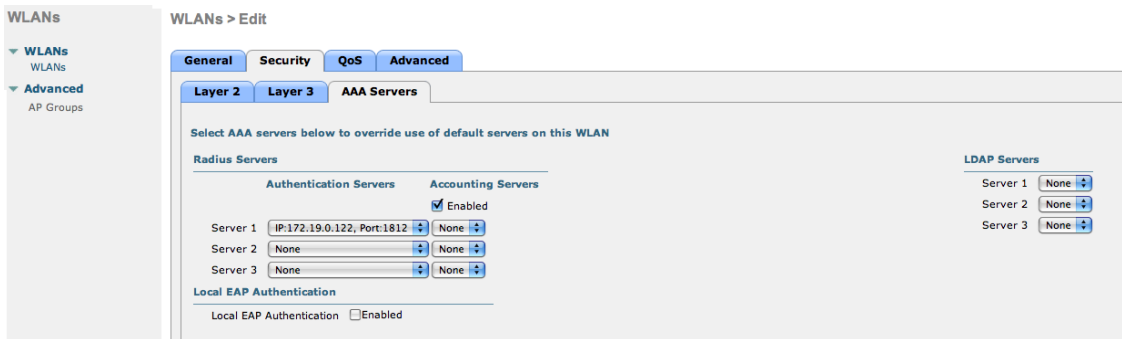 WLANs
WLANs > Edit
WLANs
WLANs
Advanced
AP Groups
General Security QoS Advanced
Layer 2 Layer 3 AAA Servers
Select AAA servers below to override use of default servers on this WLAN
Radius Servers
LDAP Servers
Authentication Servers Accounting Servers
Enabled
Server 1 IP:172.19.0.122, Port:1812 None
Server 2 None None
Server 3 None None
Server 1 None
Server 2 None
Server 3 None
Local EAP Authentication
Local EAP Authentication Enabled